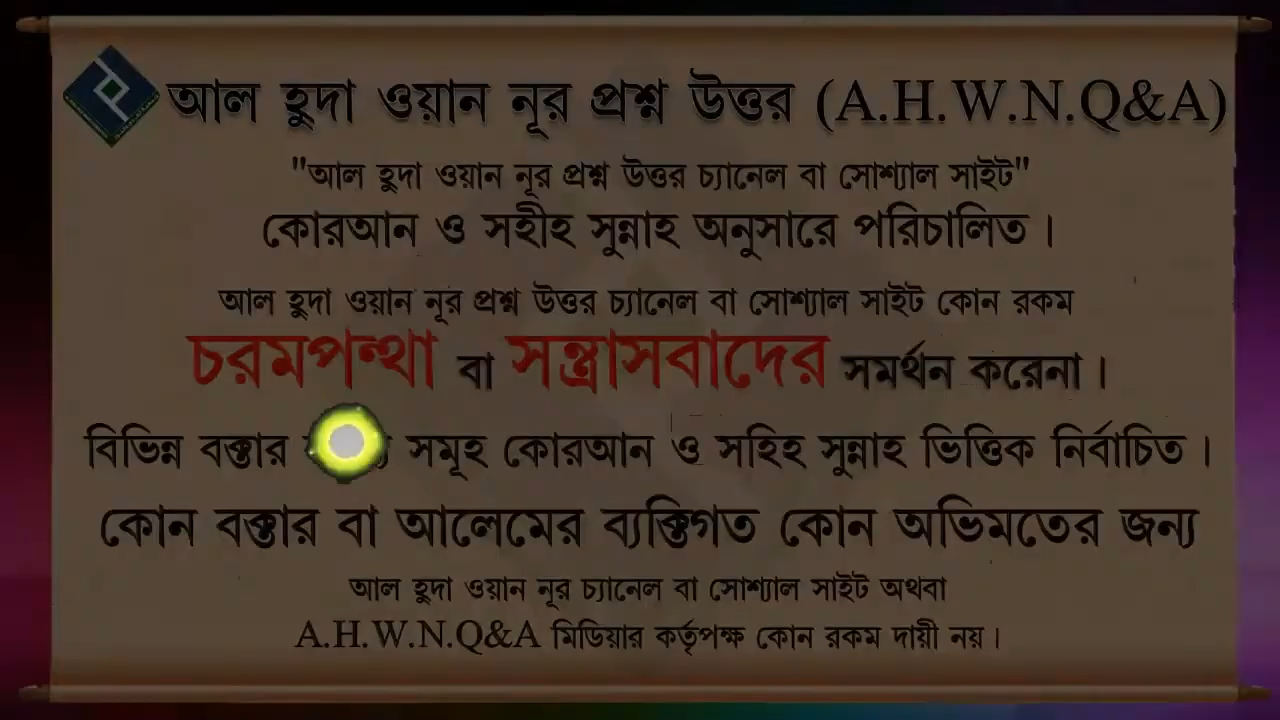 আল হুদা ওয়ান নূর প্রশ্ন উত্তর (A.H.W.N.Q&A)
"আল হুদা ওয়ান নূর প্রশ্ন উত্তর চ্যানেল বা সোশ্যাল সাইট"
কোরআন ও সহীহ সুন্নাহ অনুসারে পরিচালিত।
আল হুদা ওয়ান নূর প্রশ্ন উত্তর চ্যানেল বা সোশ্যাল সাইট কোন রকম
চরমপন্থা বা সন্ত্রাসবাদের সমর্থন করেনা।
বিভিন্ন বক্তার সমূহ কোরআন ও সহিহ সুন্নাহ ভিত্তিক নির্বাচিত।
কোন বক্তার বা আলেমের ব্যক্তিগত কোন অভিমতের জন্য
আল হুদা ওয়ান নূর চ্যানেল বা সোশ্যাল সাইট অথবা
A.H.W.N.Q&A মিডিয়ার কর্তৃপক্ষ কোন রকম দায়ী নয়।